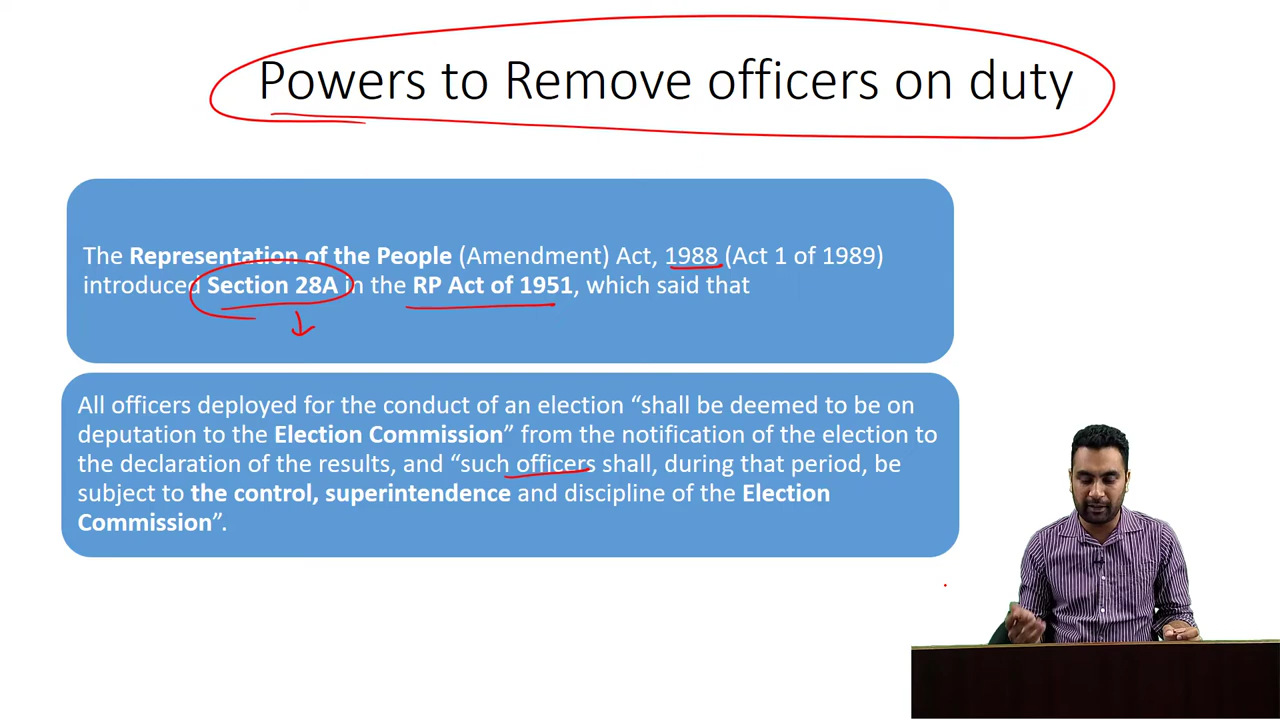 Powers to Remove officers on duty
The Representation of the People (Amendment) Act, 1988 (Act 1 of 1989)
introduced Section 28A in the RP Act of 1951, which said that
All officers deployed for the conduct of an election “shall be deemed to be on
deputation to the Election Commission” from the notification of the election to
the declaration of the results, and “such officers shall, during that period, be
subject to the control, superintendence and discipline of the Election
Commission”.